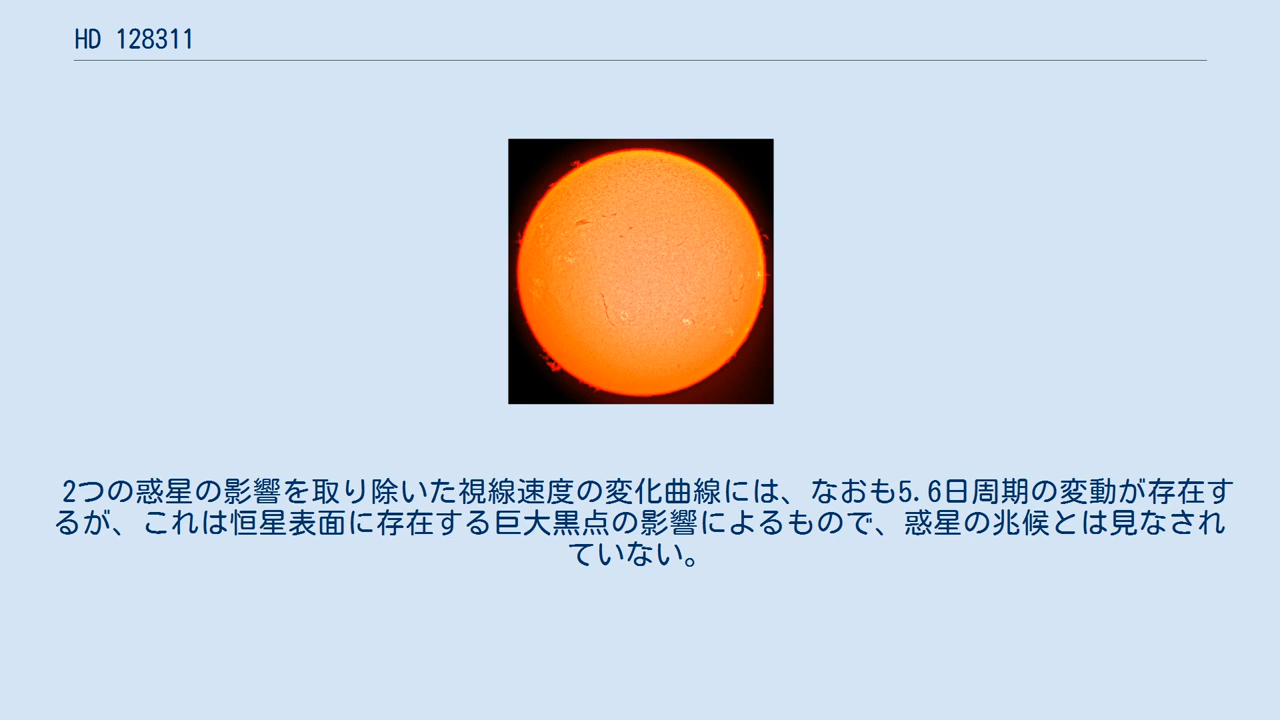 HD 128311
2つの惑星の影響を取り除いた視線速度の変化曲線には、なおも5.6日周期の変動が存在す
るが、これは恒星表面に存在する巨大黒点の影響によるもので、惑星の兆候とは見なされ
ていない。